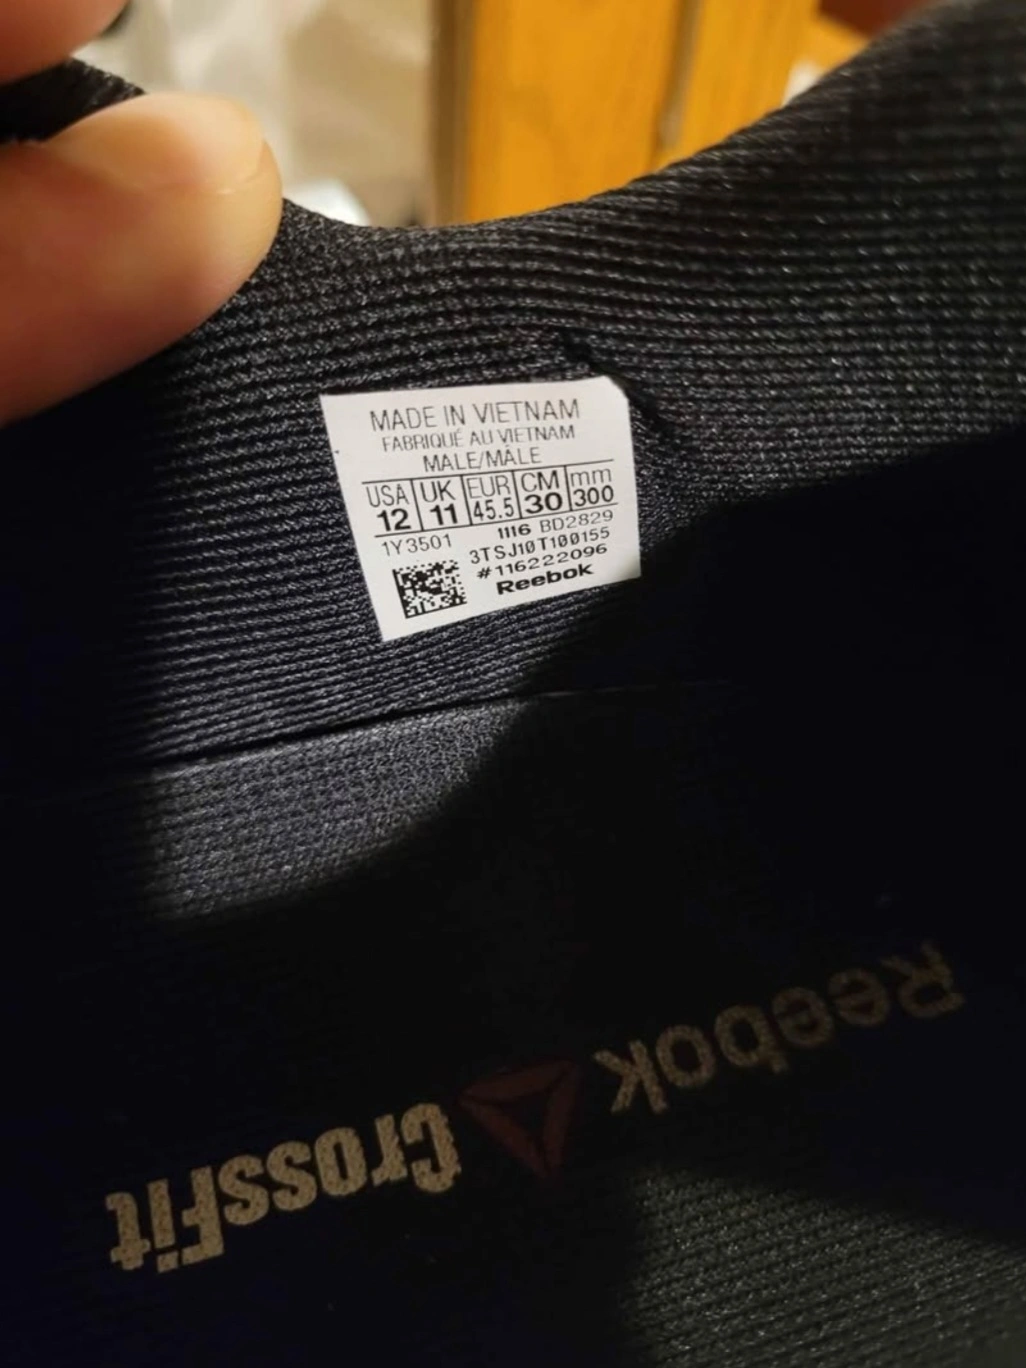 MADE IN VIETNAM
FABRIQUÉ AU VIETNAM
MALE/MÂLE
USA UK EUR CM mm
12 11 45.5 30 300
1Y3501 1116 BD2829
3TSJ10T100155
#116222096
Reebok
Reebok CrossFit